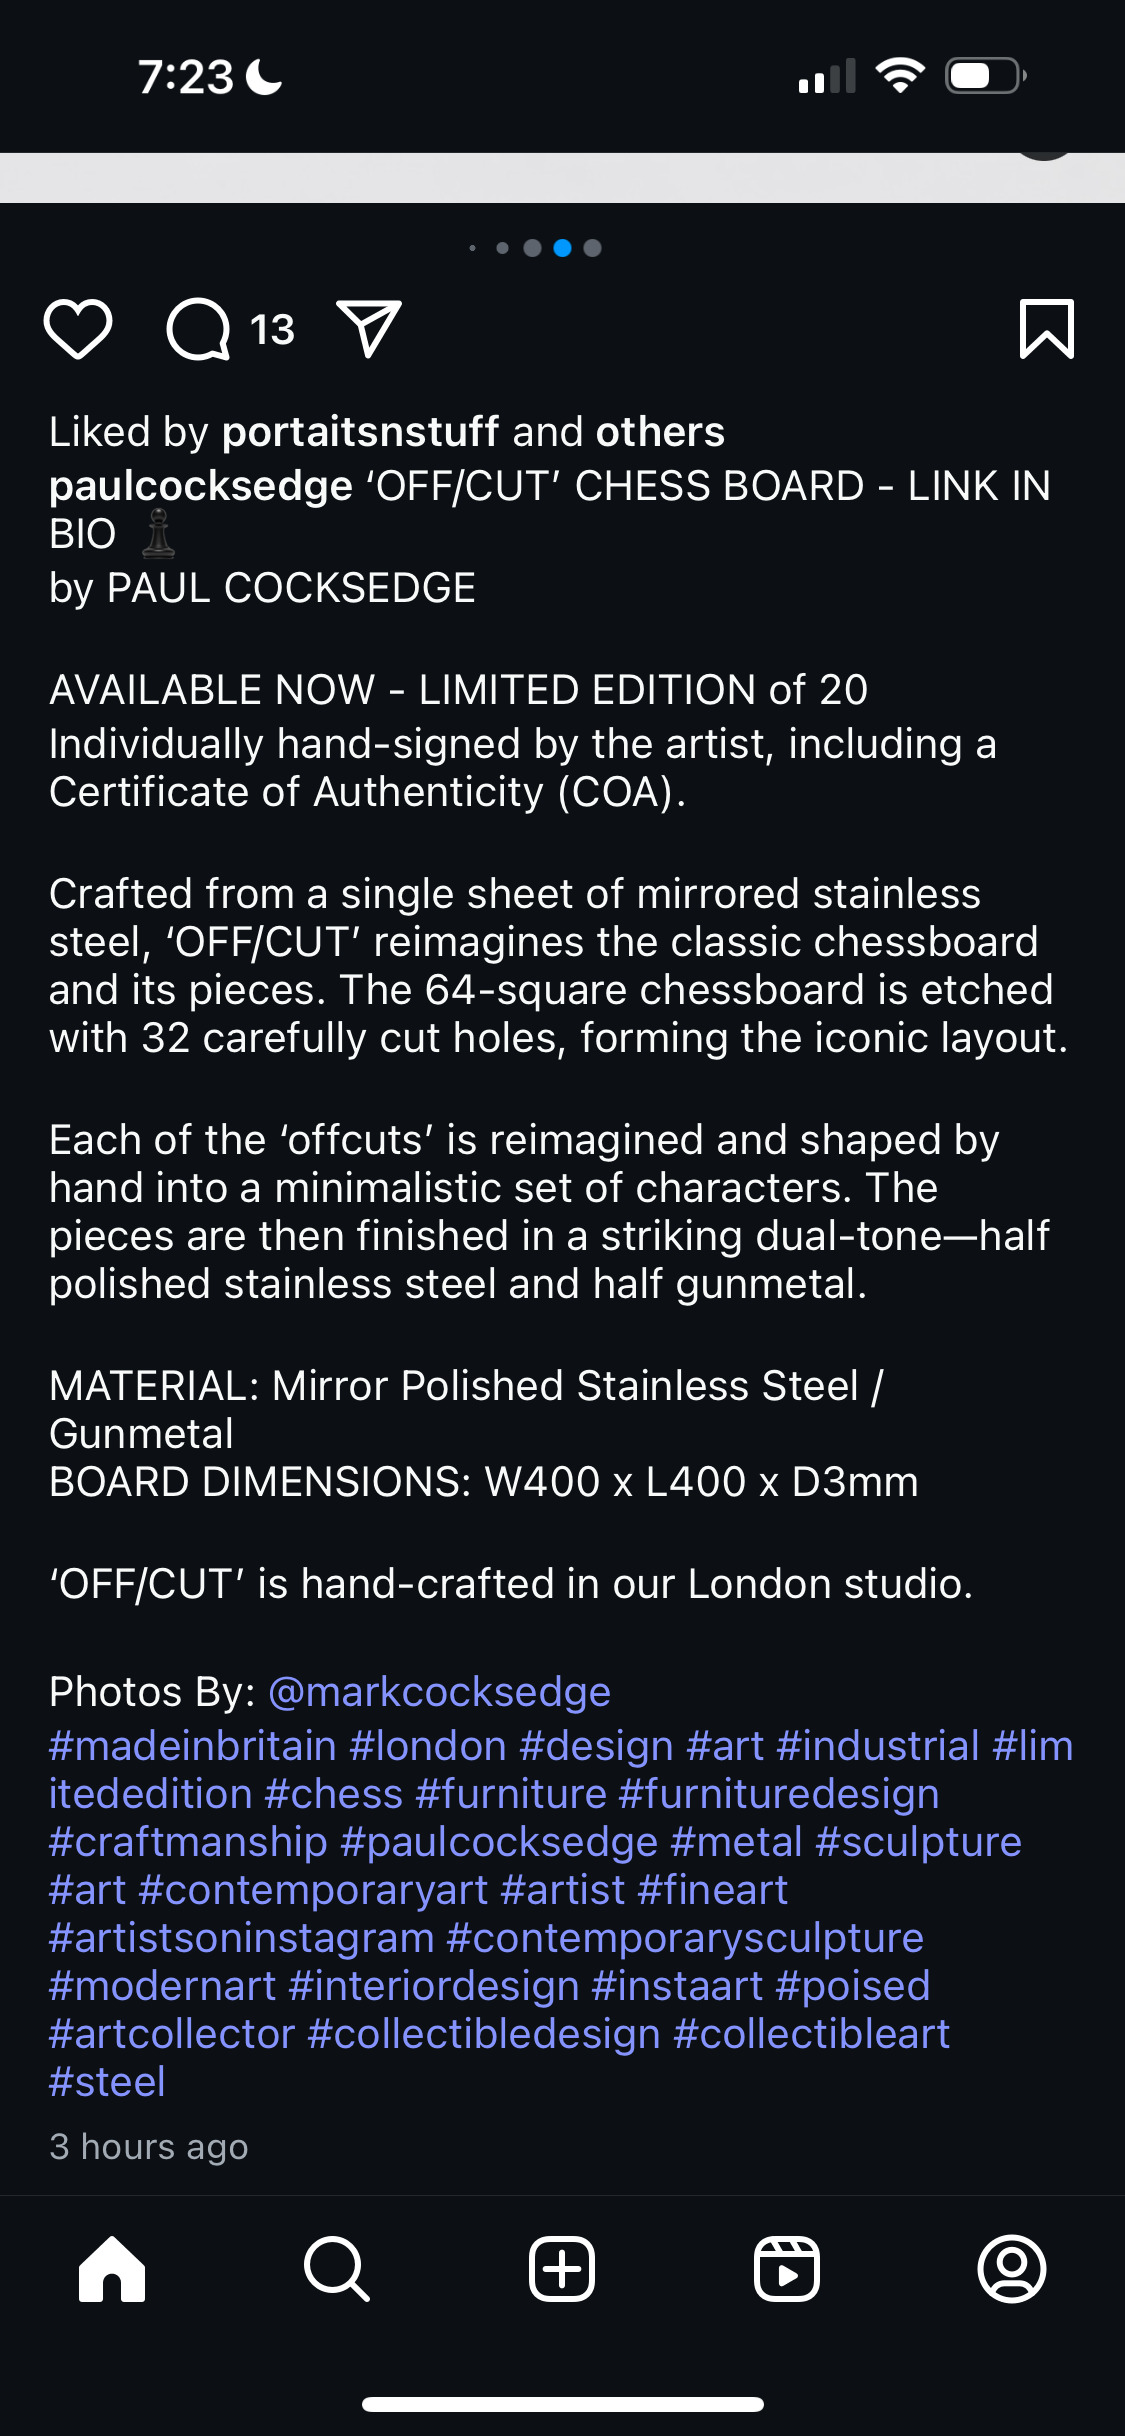 7:23
13
Liked by portaitsnstuff and others
paulcocksedge ‘OFF/CUT’ CHESS BOARD - LINK IN
BIO ♟️
by PAUL COCKSEDGE
AVAILABLE NOW - LIMITED EDITION of 20
Individually hand-signed by the artist, including a
Certificate of Authenticity (COA).
Crafted from a single sheet of mirrored stainless
steel, ‘OFF/CUT’ reimagines the classic chessboard
and its pieces. The 64-square chessboard is etched
with 32 carefully cut holes, forming the iconic layout.
Each of the ‘offcuts’ is reimagined and shaped by
hand into a minimalistic set of characters. The
pieces are then finished in a striking dual-tone—half
polished stainless steel and half gunmetal.
MATERIAL: Mirror Polished Stainless Steel /
Gunmetal
BOARD DIMENSIONS: W400 x L400 x D3mm
‘OFF/CUT’ is hand-crafted in our London studio.
Photos By: @markcocksedge
#madeinbritain #london #design #art #industrial #lim
itededition #chess #furniture #furnituredesign
#craftmanship #paulcocksedge #metal #sculpture
#art #contemporaryart #artist #fineart
#artistsoninstagram #contemporarysculpture
#modernart #interiordesign #instaart #poised
#artcollector #collectibledesign #collectibleart
#steel
3 hours ago